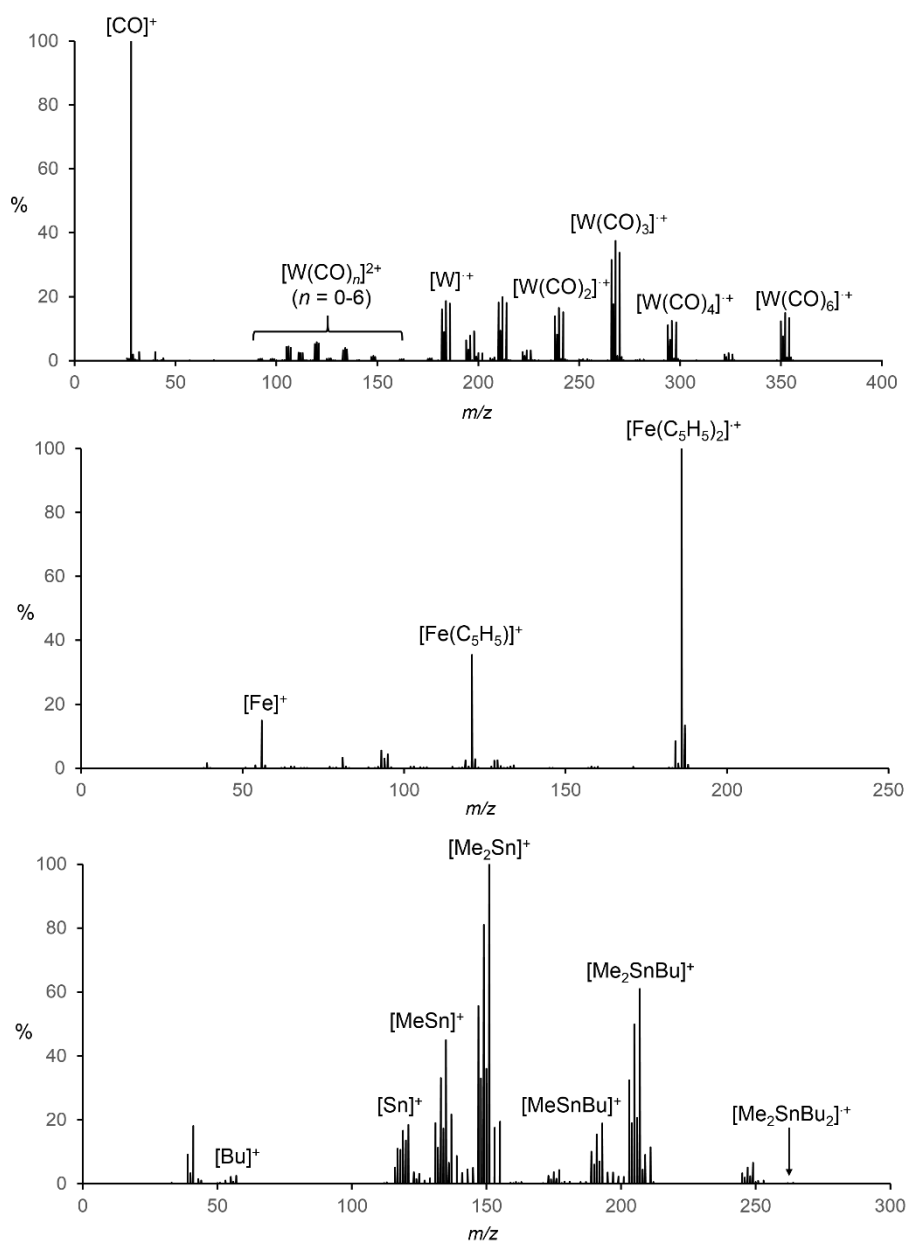 [CO]⁺
100
80
60
%
40
20
0
[W(CO)ₙ]²⁺
(n = 0-6)
[W]·⁺
[W(CO)₂]·⁺
[W(CO)₃]·⁺
[W(CO)₄]·⁺
[W(CO)₆]·⁺
0 50 100 150 200 250 300 350 400
m/z
[Fe(C₅H₅)₂]·⁺
100
80
60
%
40
20
0
[Fe(C₅H₅)]⁺
[Fe]⁺
0 50 100 150 200 250
m/z
[Me₂Sn]⁺
100
80
60
%
40
20
0
[Me₂SnBu]⁺
[MeSn]⁺
[Sn]⁺
[MeSnBu]⁺
[Me₂SnBu₂]·⁺
[Bu]⁺
0 50 100 150 200 250 300
m/z